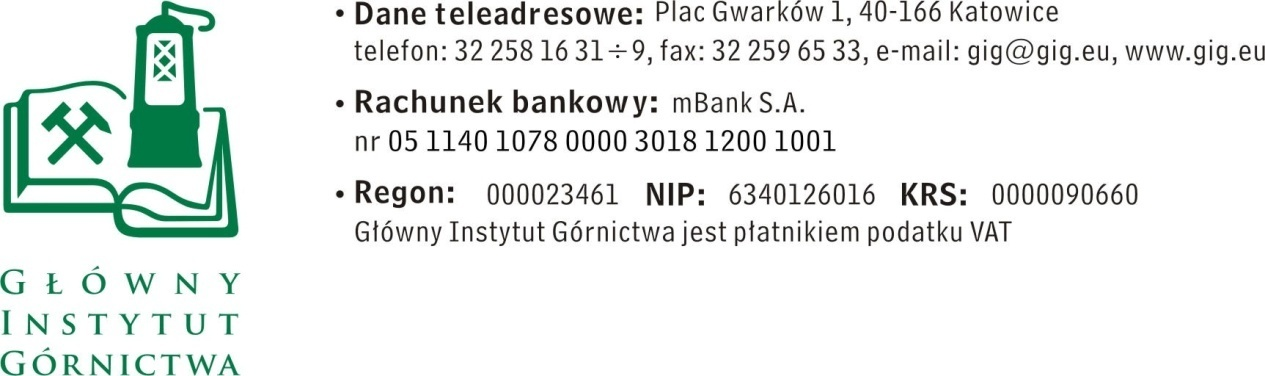 • Dane teleadresowe: Plac Gwarków 1, 40-166 Katowice
telefon: 32 258 16 31÷9, fax: 32 259 65 33, e-mail: gig@gig.eu, www.gig.eu
• Rachunek bankowy: mBank S.A.
nr 05 1140 1078 0000 3018 1200 1001
• Regon: 000023461 NIP: 6340126016 KRS: 0000090660
Główny Instytut Górnictwa jest płatnikiem podatku VAT
GŁÓWNY
INSTYTUT
GÓRNICTWA